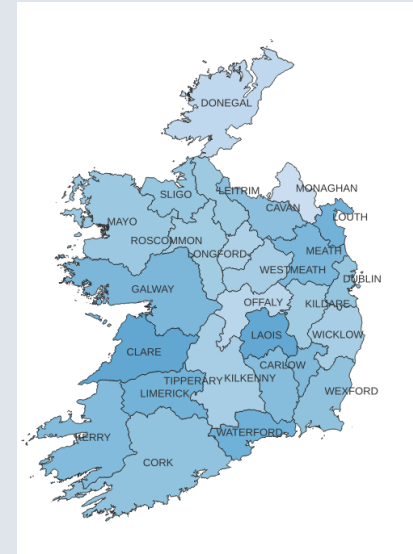 DONEGAL
MONAGHAN
SLIGO
LEITRIM
CAVAN
LOUTH
MAYO
ROSCOMMON
LONGFORD
MEATH
WESTMEATH
DUBLIN
GALWAY
OFFALY
KILDARE
LAOIS
WICKLOW
CLARE
CARLOW
TIPPERARY
KILKENNY
LIMERICK
WEXFORD
WATERFORD
KERRY
CORK